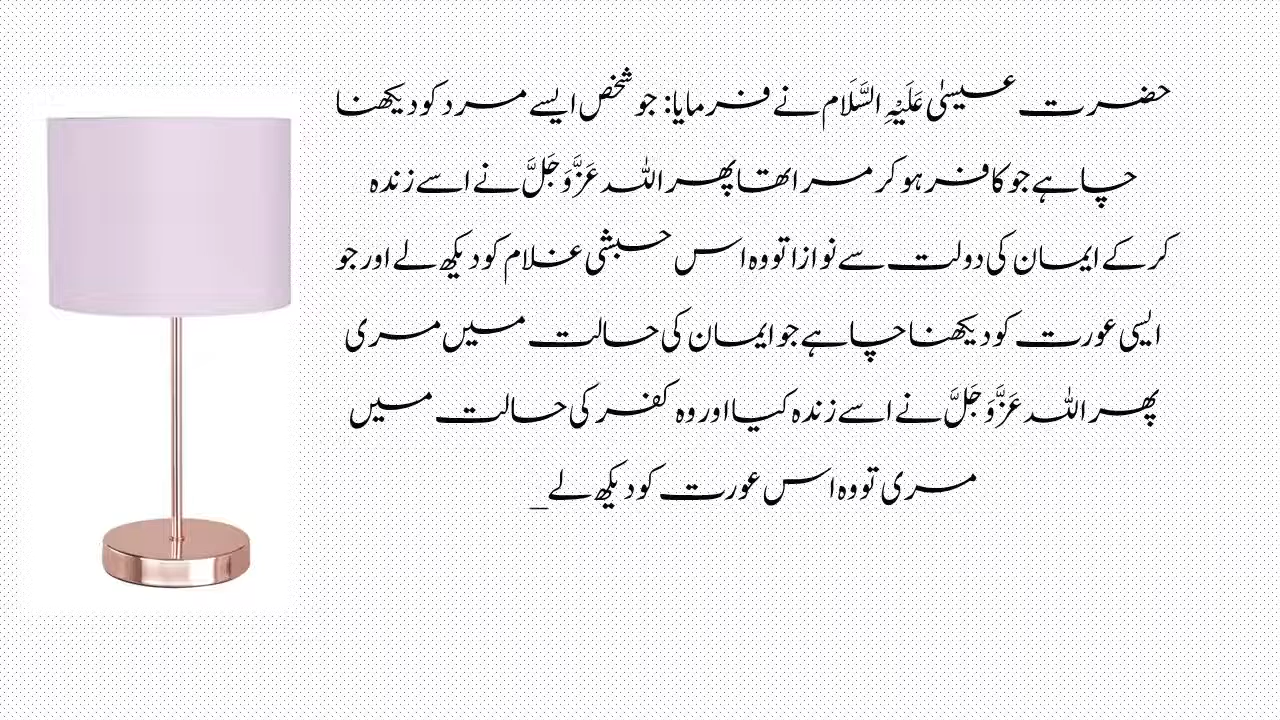 حضرت عیسیٰ عَلَیْہِ السَّلَام نے فرمایا: جو شخص ایسے مرد کو دیکھنا
چاہے جو کافر ہو کر مرا تھا پھر اللہ عَزَّوَجَلَّ نے اسے زندہ
کر کے ایمان کی دولت سے نوازا تو وہ اس حبشی غلام کو دیکھ لے اور جو
ایسی عورت کو دیکھنا چاہے جو ایمان کی حالت میں مری
پھر اللہ عَزَّوَجَلَّ نے اسے زندہ کیا اور وہ کفر کی حالت میں
مری تو وہ اس عورت کو دیکھ لے_